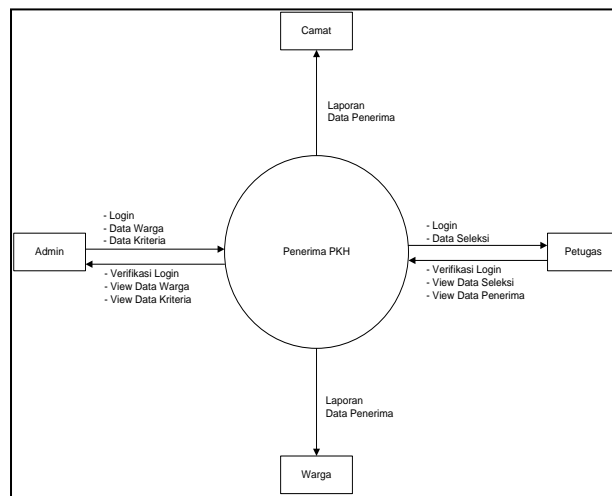 Camat
Laporan
Data Penerima
- Login
- Data Warga
- Data Kriteria
Admin
- Verifikasi Login
- View Data Warga
- View Data Kriteria
Penerima PKH
- Login
- Data Seleksi
Petugas
- Verifikasi Login
- View Data Seleksi
- View Data Penerima
Laporan
Data Penerima
Warga